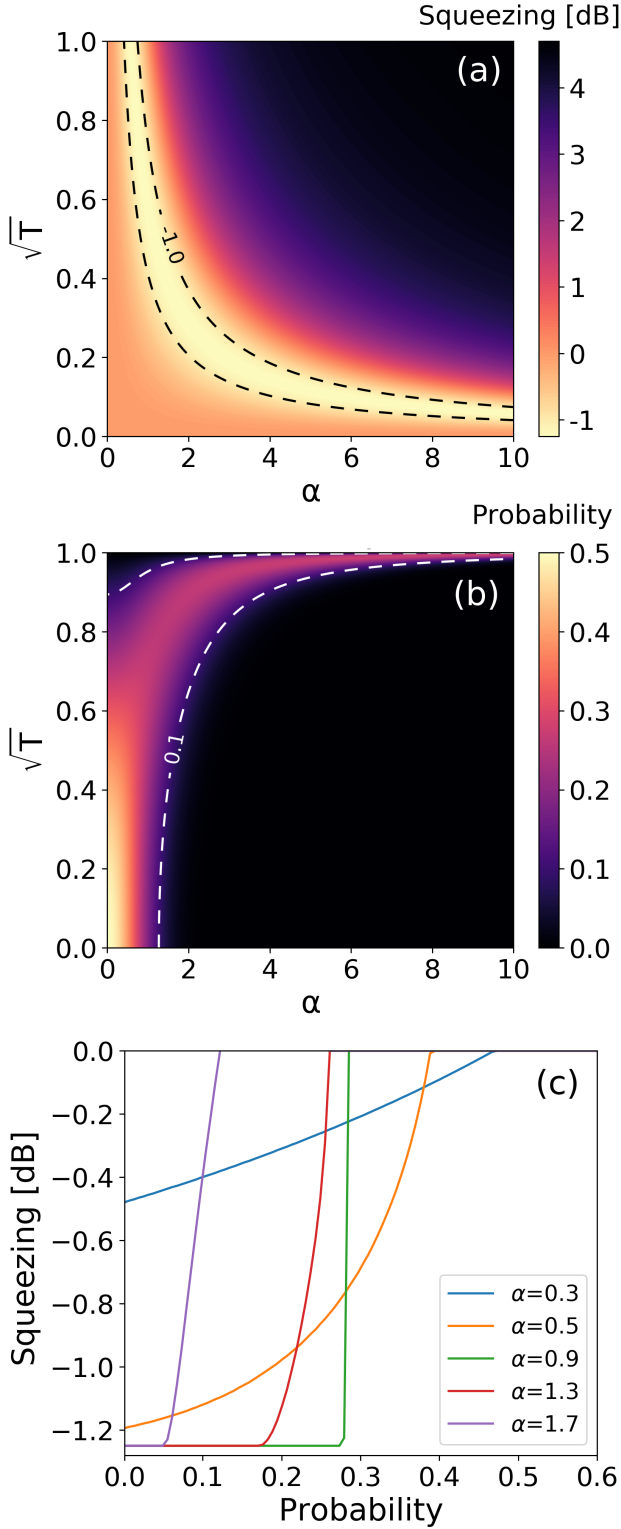 Squeezing [dB]
(a)
1.0
0.8
0.6
0.4
0.2
0.0
√T
-1.0
0 2 4 6 8 10
α
4
3
2
1
0
-1
Probability
(b)
1.0
0.8
0.6
0.4
0.2
0.0
√T
0.1
0 2 4 6 8 10
α
0.5
0.4
0.3
0.2
0.1
0.0
(c)
0.0
−0.2
−0.4
−0.6
−0.8
−1.0
−1.2
Squeezing [dB]
α=0.3
α=0.5
α=0.9
α=1.3
α=1.7
0.0 0.1 0.2 0.3 0.4 0.5 0.6
Probability